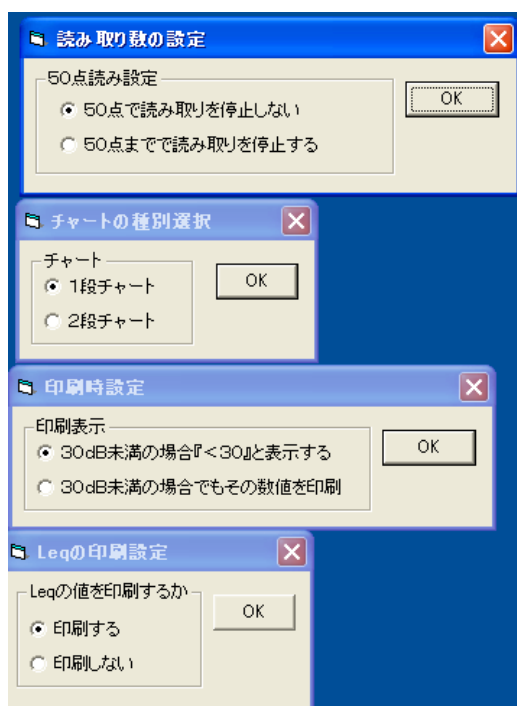 読み取り数の設定
50点読み設定
50点で読み取りを停止しない
OK
50点までで読み取りを停止する
チャートの種別選択
チャート
1段チャート
OK
2段チャート
印刷時設定
印刷表示
30dB未満の場合『<30』と表示する
OK
30dB未満の場合でもその数値を印刷
Leqの印刷設定
Leqの値を印刷するか
OK
印刷する
印刷しない